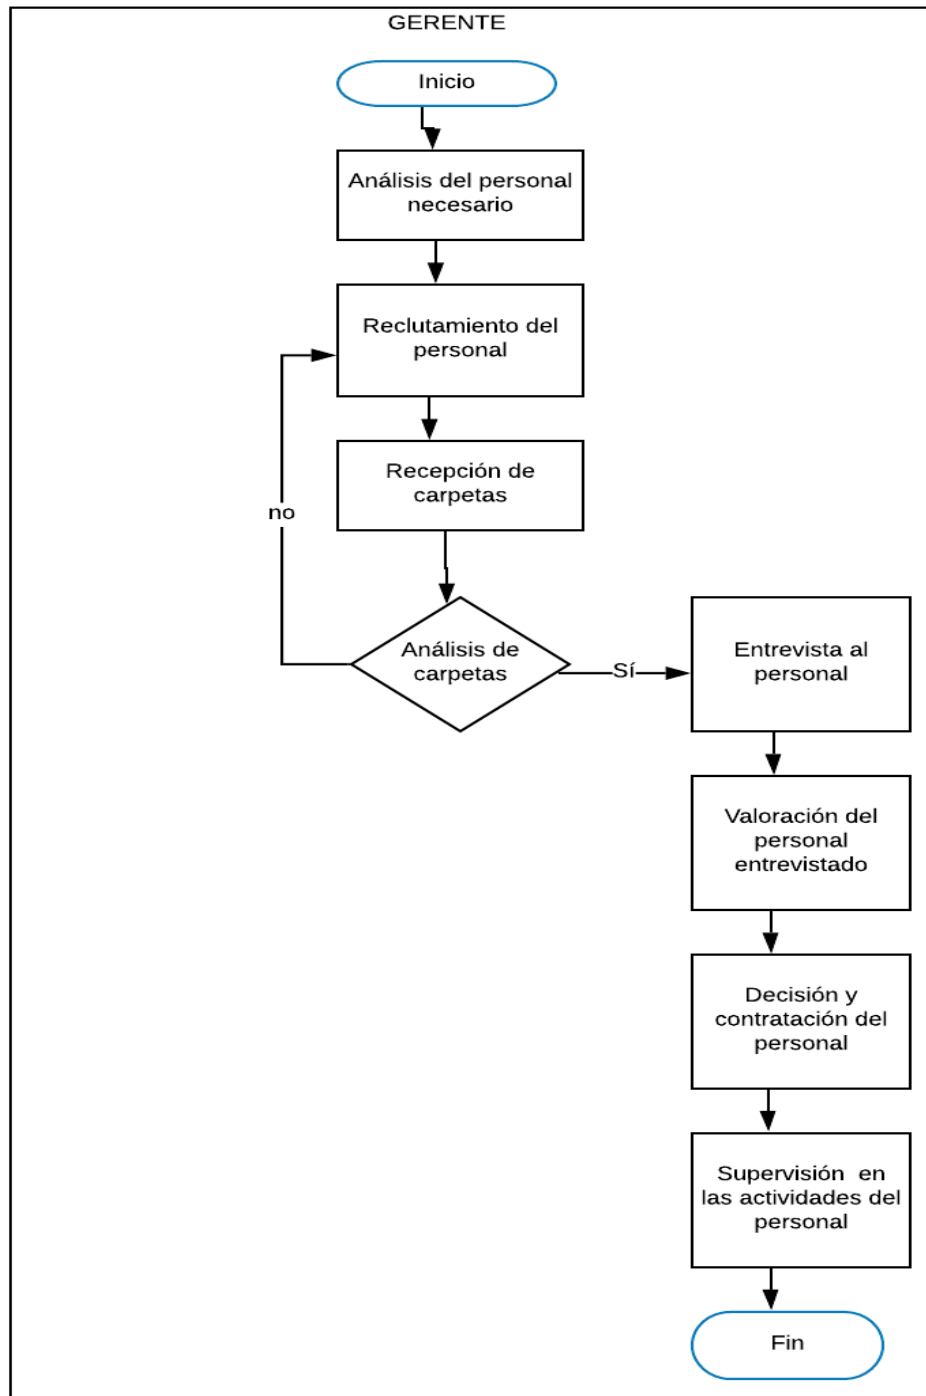 GERENTE
Inicio
Análisis del personal
necesario
Reclutamiento del
personal
Recepción de
carpetas
no
Análisis de
carpetas
Sí
Entrevista al
personal
Valoración del
personal
entrevistado
Decisión y
contratación del
personal
Supervisión en
las actividades del
personal
Fin